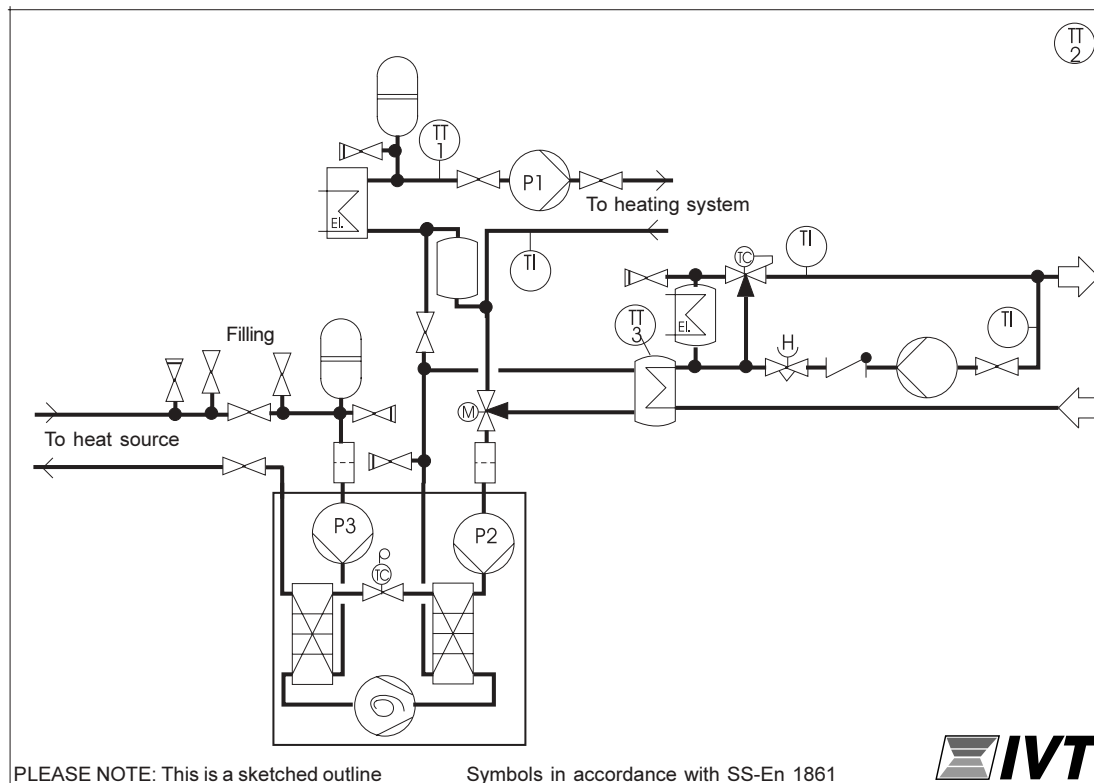 TT
2
TT
1
P1
To heating system
El.
TI
TC
TI
TT
3
El.
TI
H
Filling
M
To heat source
P3
P2
TC
PLEASE NOTE: This is a sketched outline
Symbols in accordance with SS-En 1861
IVT